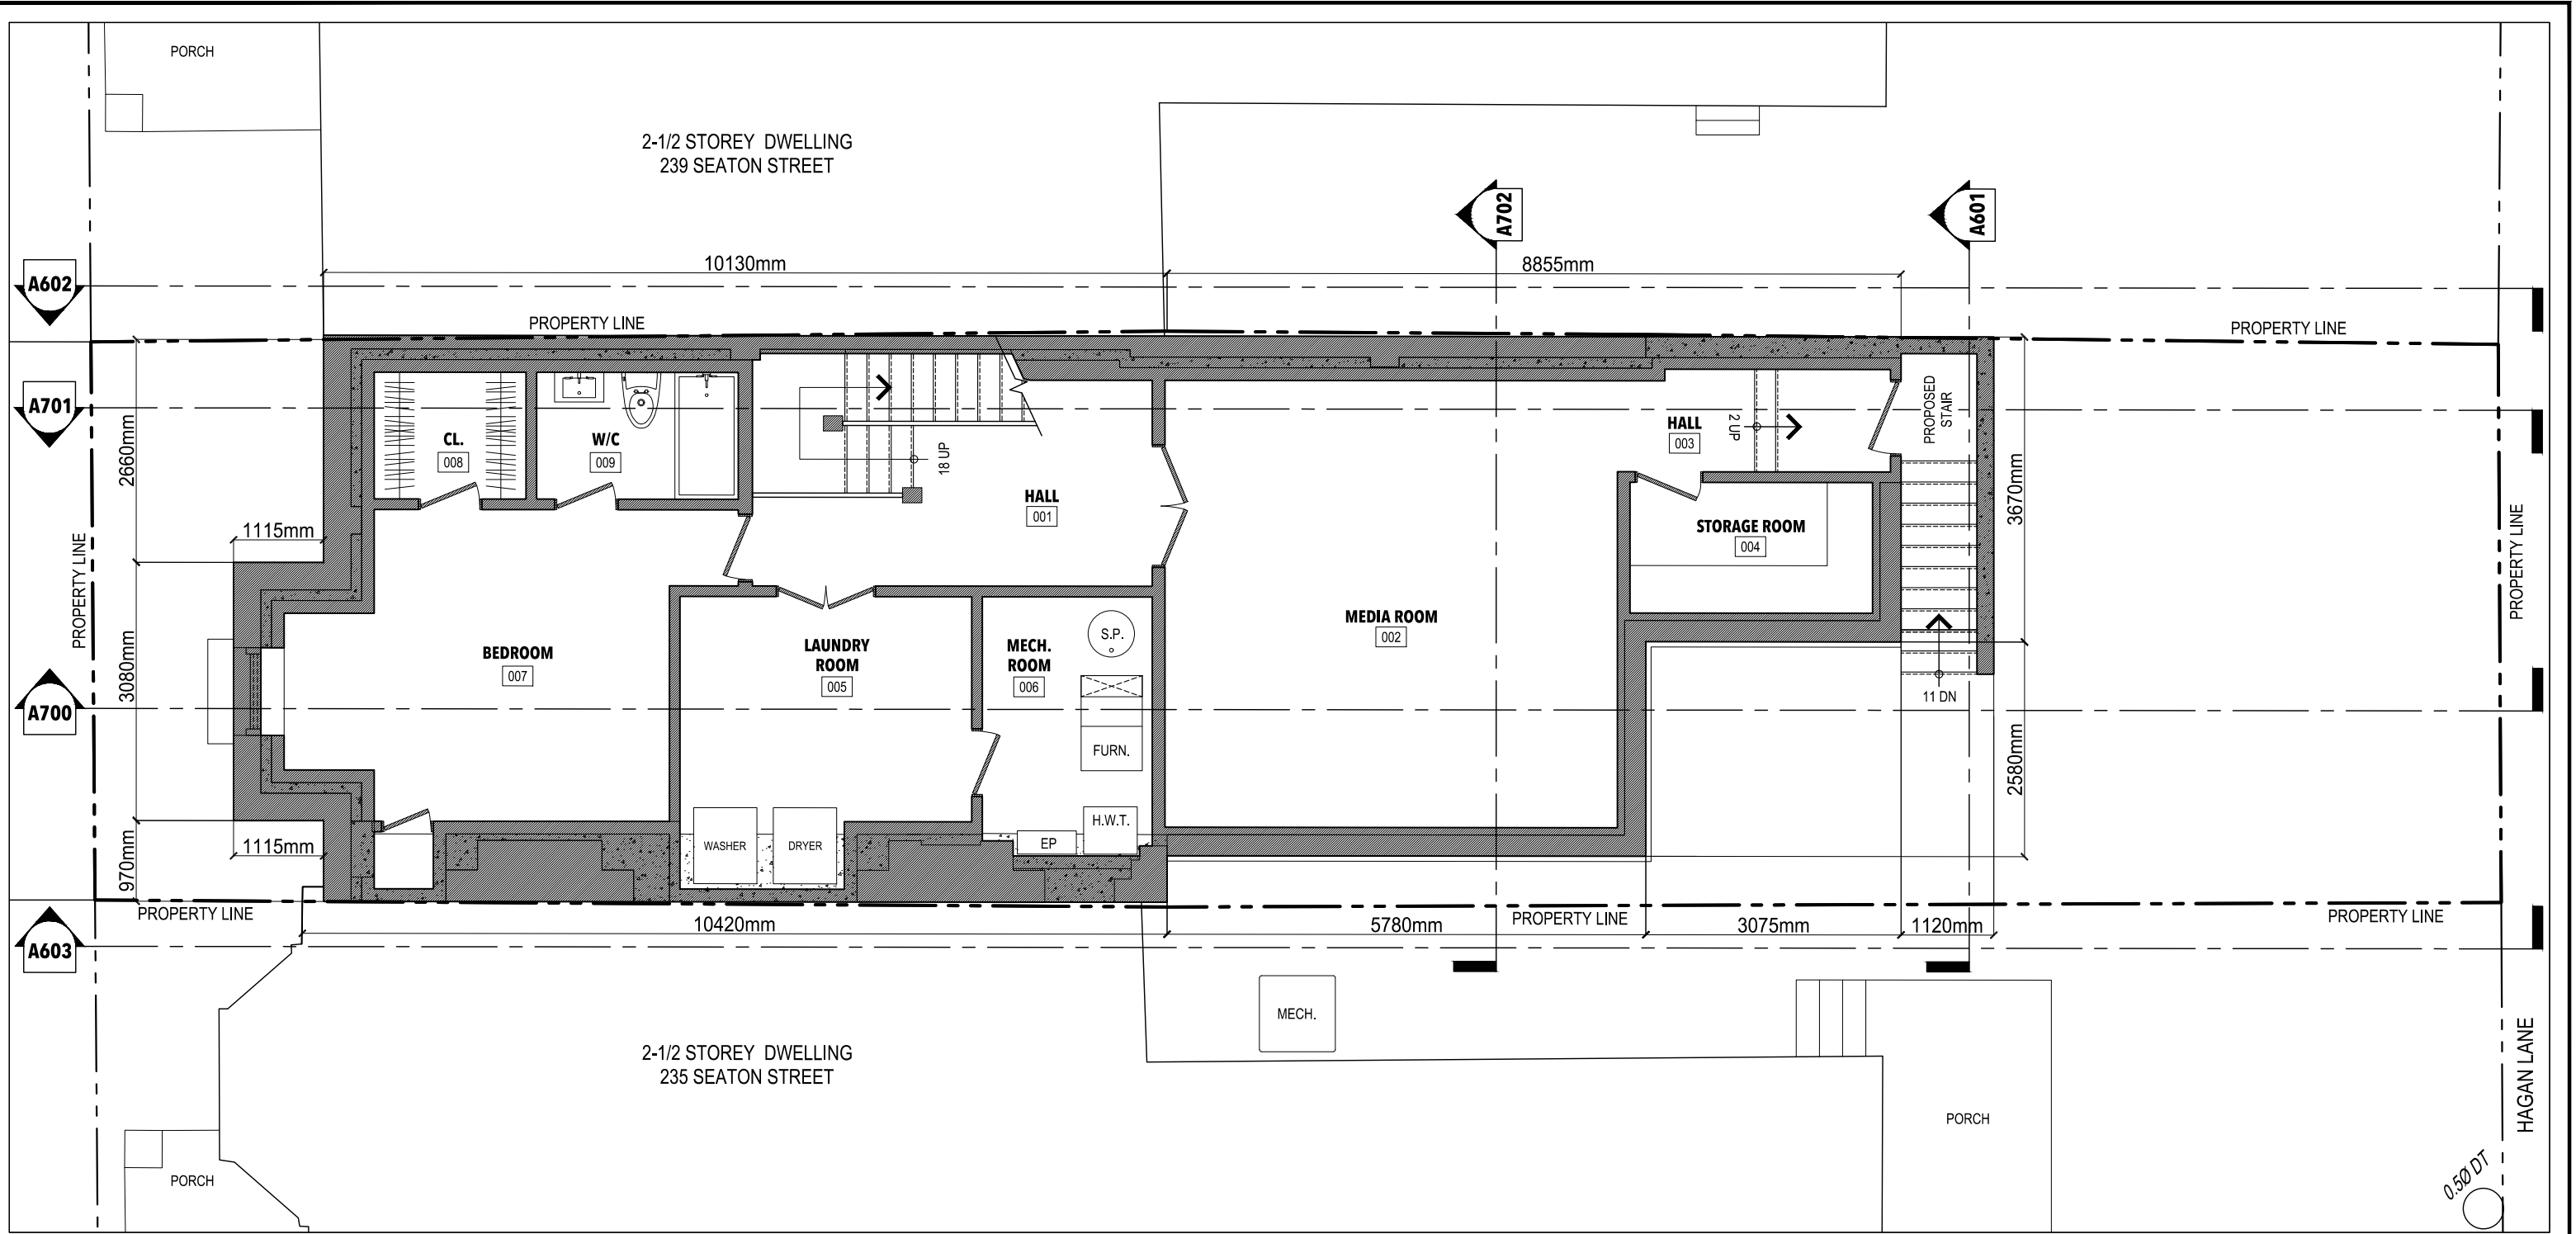 PORCH
2-1/2 STOREY DWELLING
239 SEATON STREET
A702
A601
10130mm
8855mm
A602
PROPERTY LINE
PROPERTY LINE
A701
2660mm
CL.
008
W/C
009
18 UP
HALL
001
HALL
003
2 UP
PROPOSED
STAIR
3670mm
STORAGE ROOM
004
1115mm
PROPERTY LINE
PROPERTY LINE
3080mm
BEDROOM
007
LAUNDRY
ROOM
005
MECH.
ROOM
006
S.P.
MEDIA ROOM
002
A700
11 DN
FURN.
2580mm
H.W.T.
EP
WASHER
DRYER
1115mm
970mm
PROPERTY LINE
PROPERTY LINE
PROPERTY LINE
10420mm
5780mm
3075mm
1120mm
A603
MECH.
2-1/2 STOREY DWELLING
235 SEATON STREET
HAGAN LANE
PORCH
PORCH
0.5Ø DT